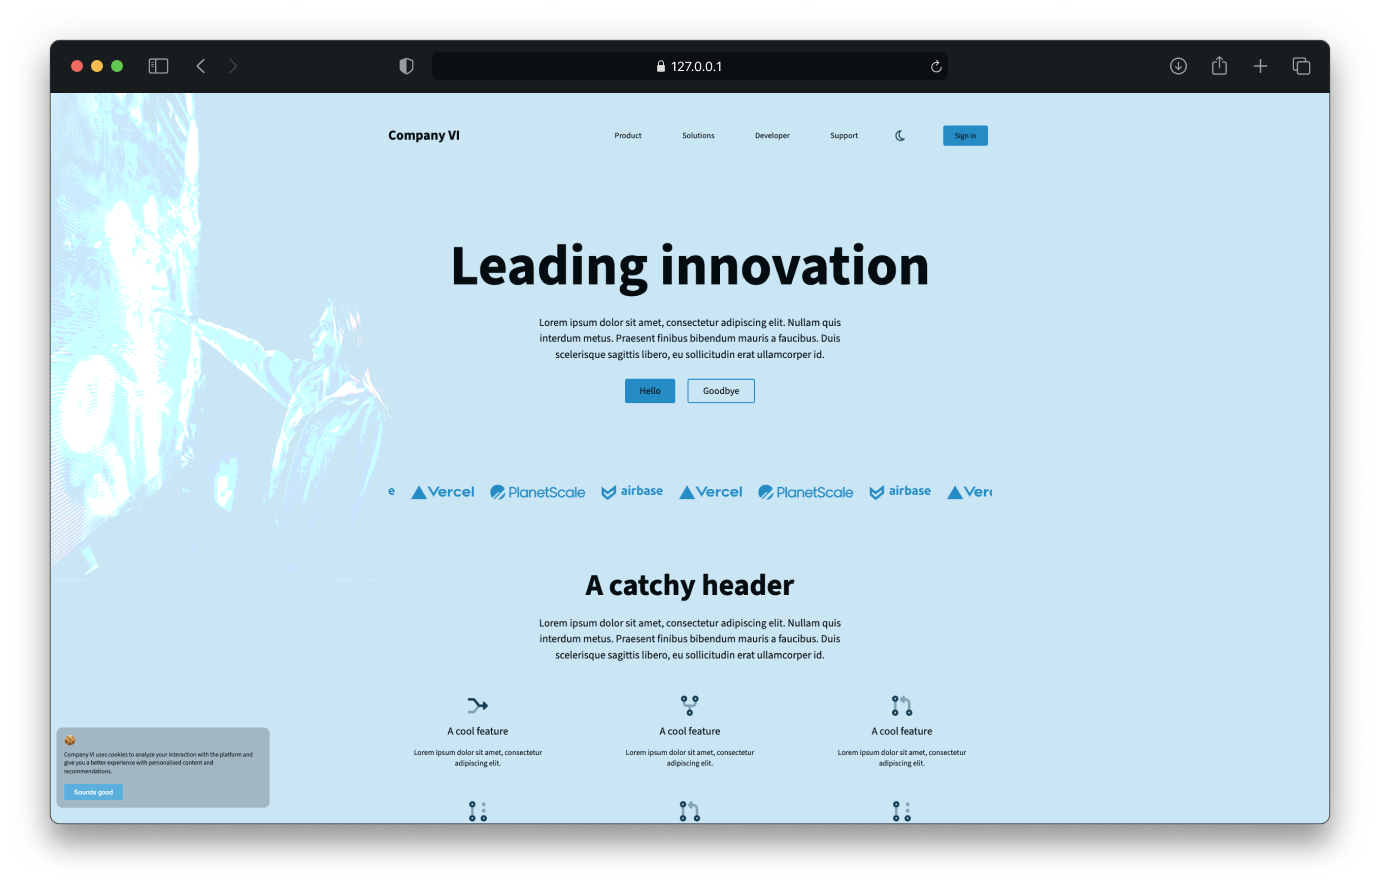 127.0.0.1
Company VI
Product
Solutions
Developer
Support
Sign in
Leading innovation
Lorem ipsum dolor sit amet, consectetur adipiscing elit. Nullam quis
interdum metus. Praesent finibus bibendum mauris a faucibus. Duis
scelerisque sagittis libero, eu sollicitudin erat ullamcorper id.
Hello
Goodbye
e Vercel PlanetScale airbase Vercel PlanetScale airbase Verc
A catchy header
Lorem ipsum dolor sit amet, consectetur adipiscing elit. Nullam quis
interdum metus. Praesent finibus bibendum mauris a faucibus. Duis
scelerisque sagittis libero, eu sollicitudin erat ullamcorper id.
A cool feature
Lorem ipsum dolor sit amet, consectetur
adipiscing elit.
A cool feature
Lorem ipsum dolor sit amet, consectetur
adipiscing elit.
A cool feature
Lorem ipsum dolor sit amet, consectetur
adipiscing elit.
Company VI uses cookies to analyze your interaction with the platform and
give you a better experience with personalised content and
recommendations.
Sounds good